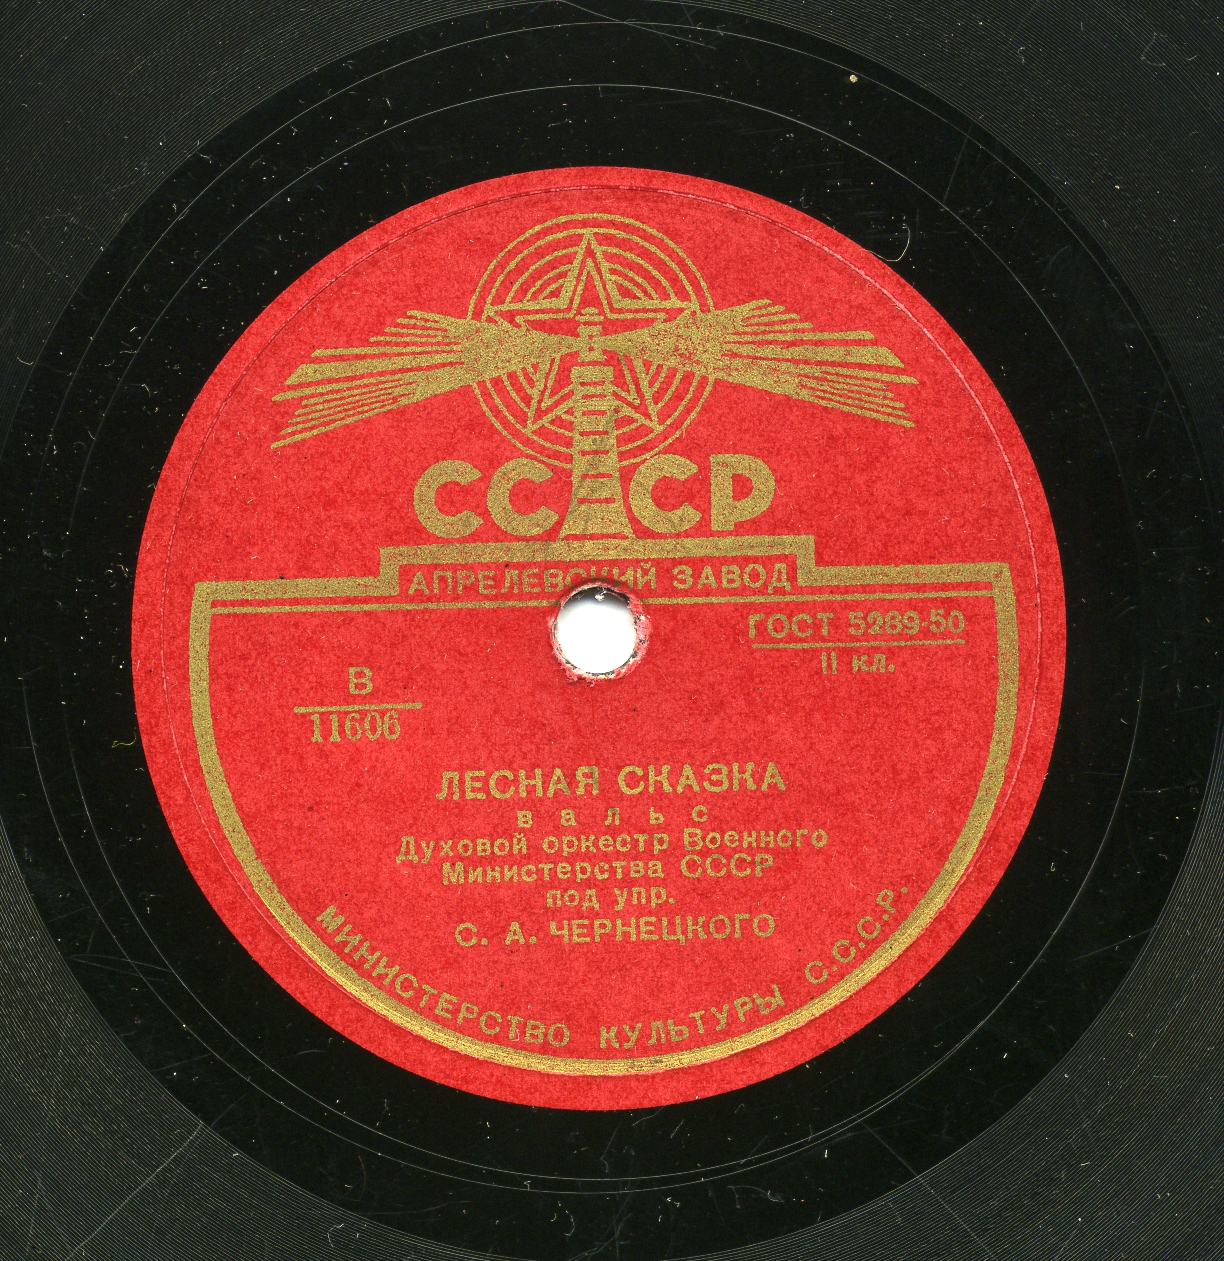 СССР
АПРЕЛЕВСКИЙ ЗАВОД
ГОСТ 5289-50
II кл.
В
11606
ЛЕСНАЯ СКАЗКА
вальс
Духовой оркестр Военного
Министерства СССР
под упр.
С. А. ЧЕРНЕЦКОГО
МИНИСТЕРСТВО КУЛЬТУРЫ С.С.С.Р.